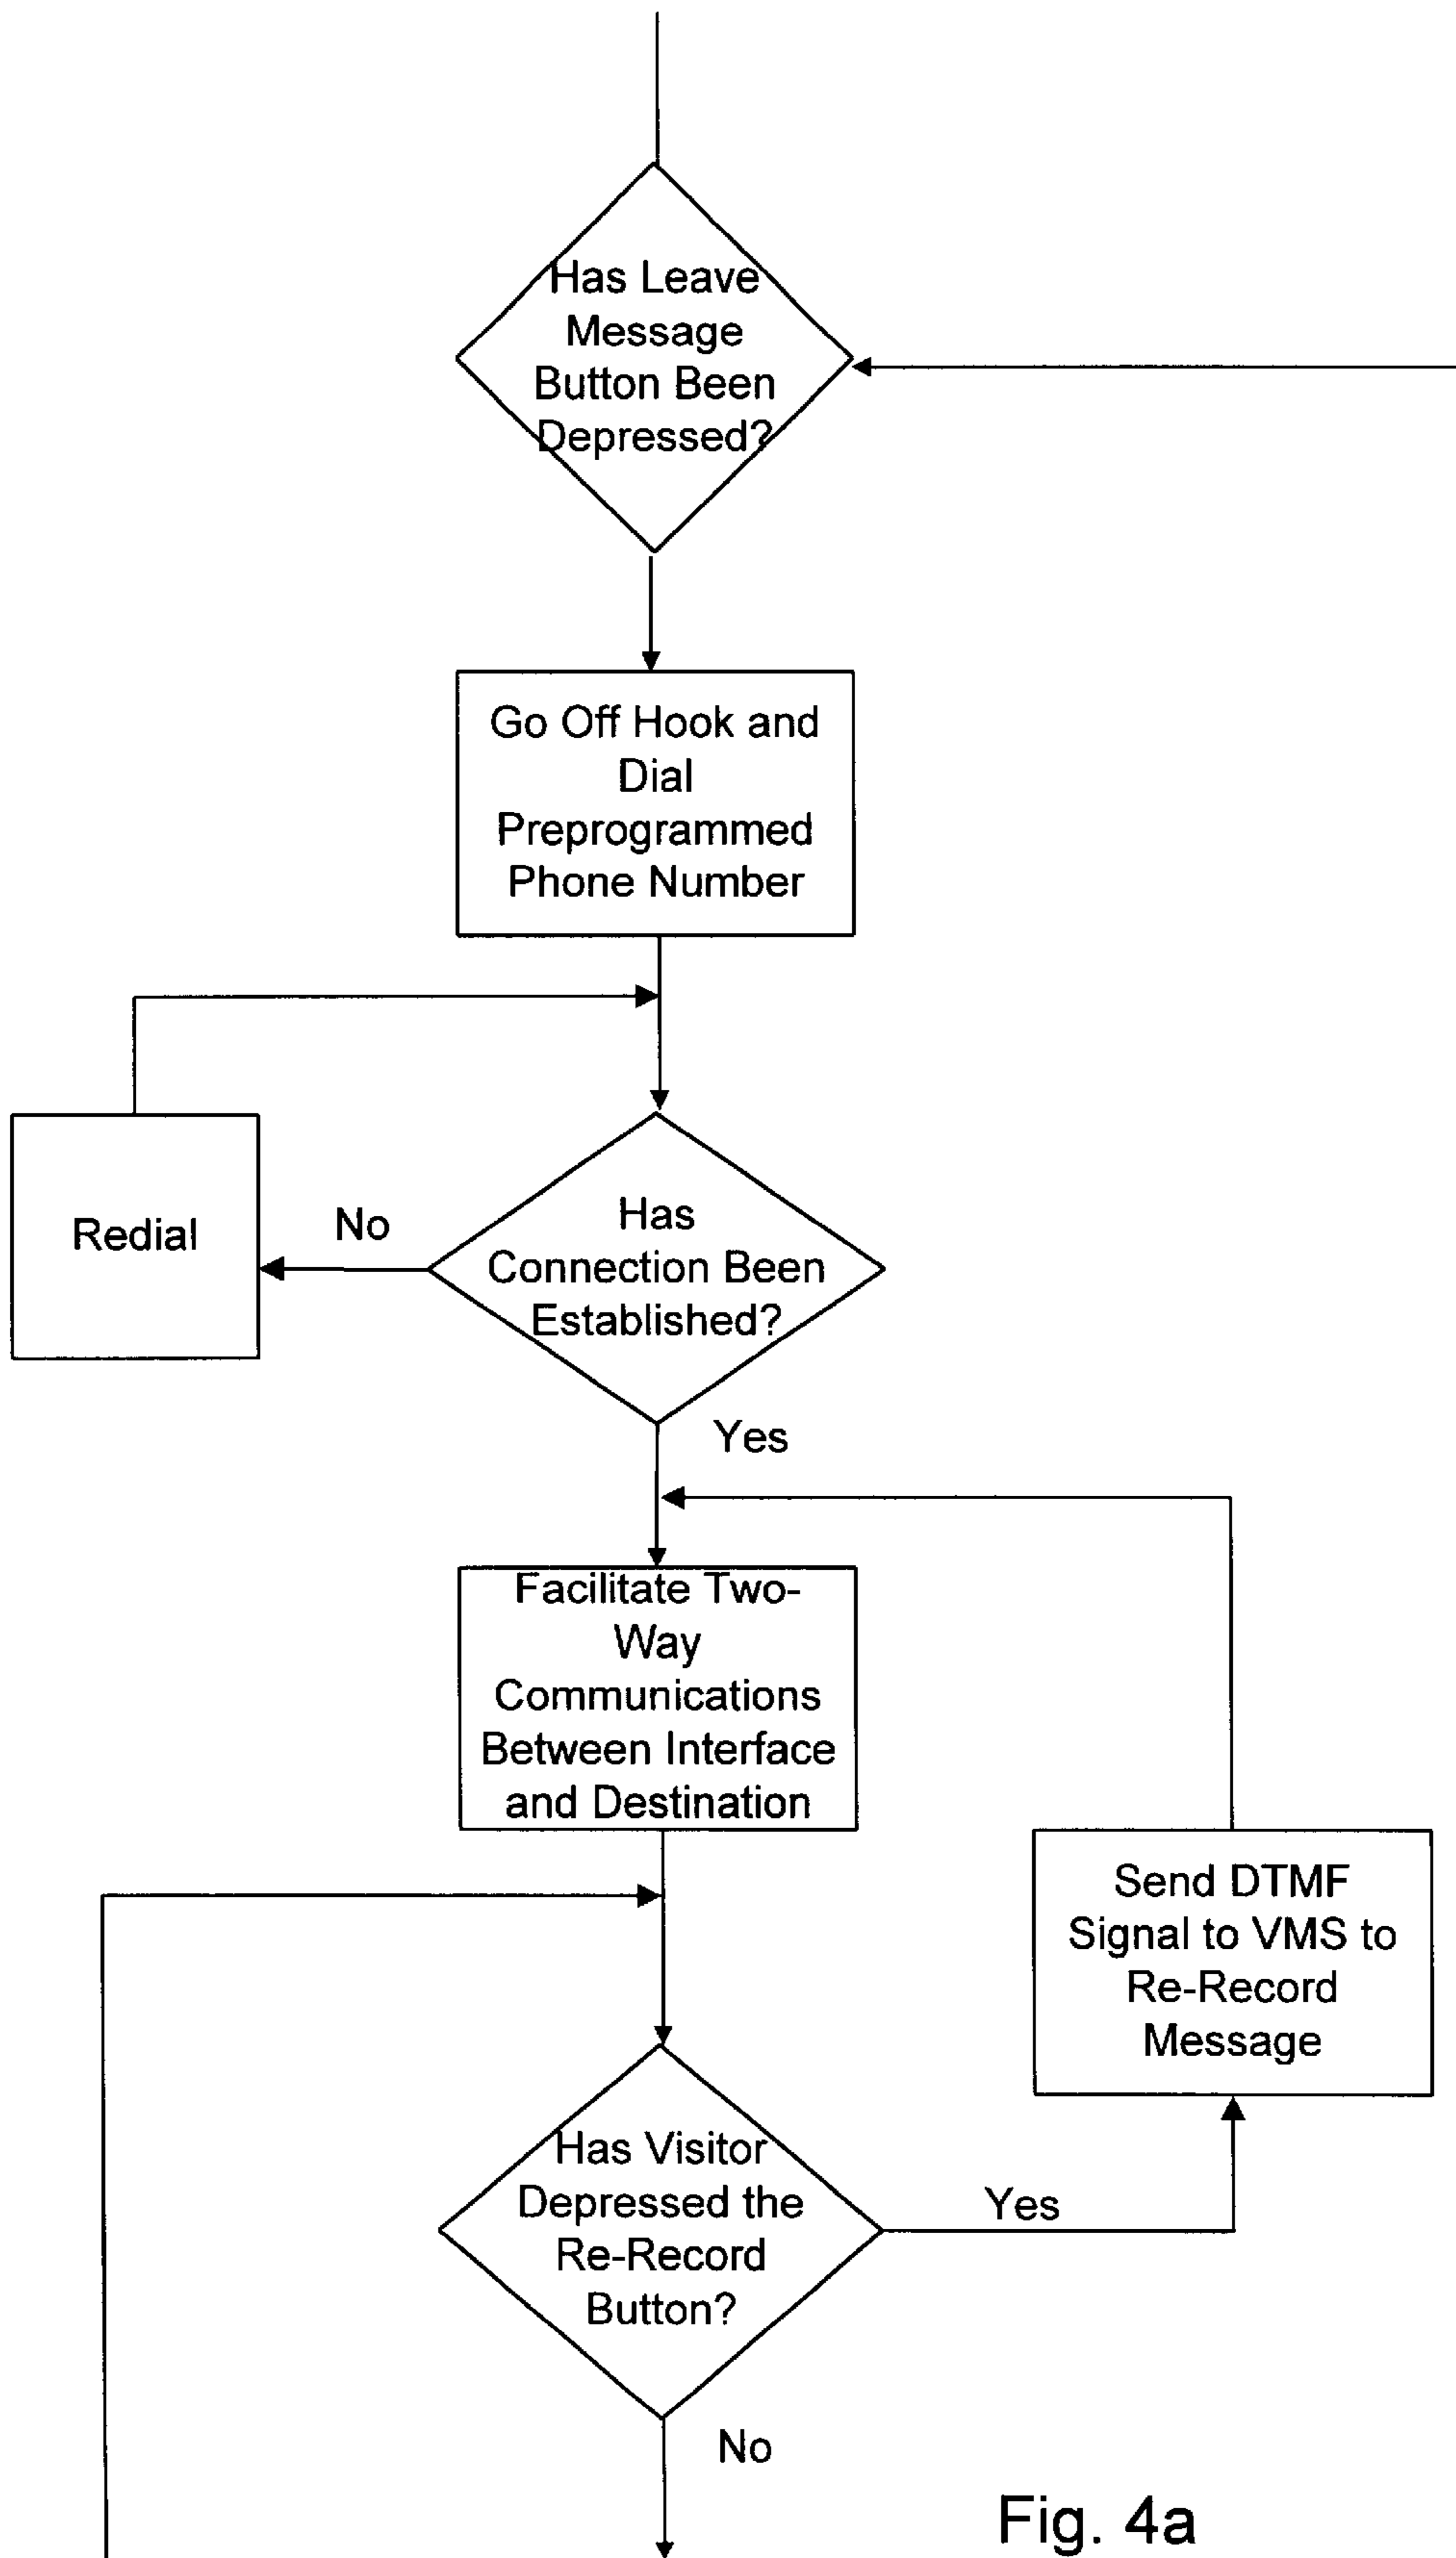 Has Leave
Message
Button Been
Depressed?
Go Off Hook and
Dial
Preprogrammed
Phone Number
Redial
No
Has
Connection Been
Established?
Yes
Facilitate Two-
Way
Communications
Between Interface
and Destination
Send DTMF
Signal to VMS to
Re-Record
Message
Has Visitor
Depressed the
Re-Record
Button?
Yes
No
Fig. 4a